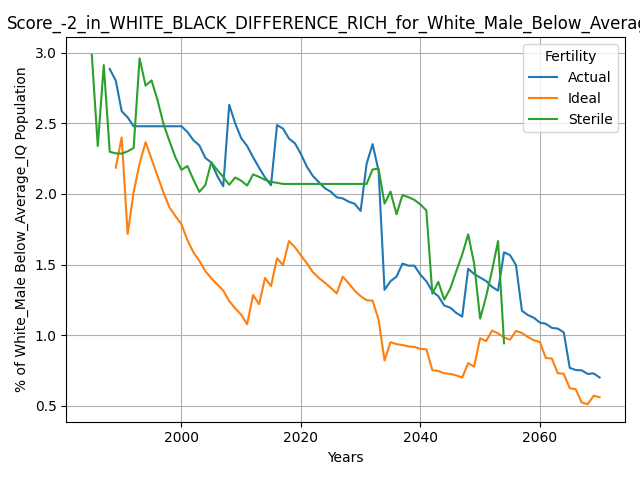 Score_-2_in_WHITE_BLACK_DIFFERENCE_RICH_for_White_Male_Below_Averag
% of White_Male Below_Average_IQ Population
3.0
2.5
2.0
1.5
1.0
0.5
Fertility
Actual
Ideal
Sterile
2000
2020
2040
2060
Years